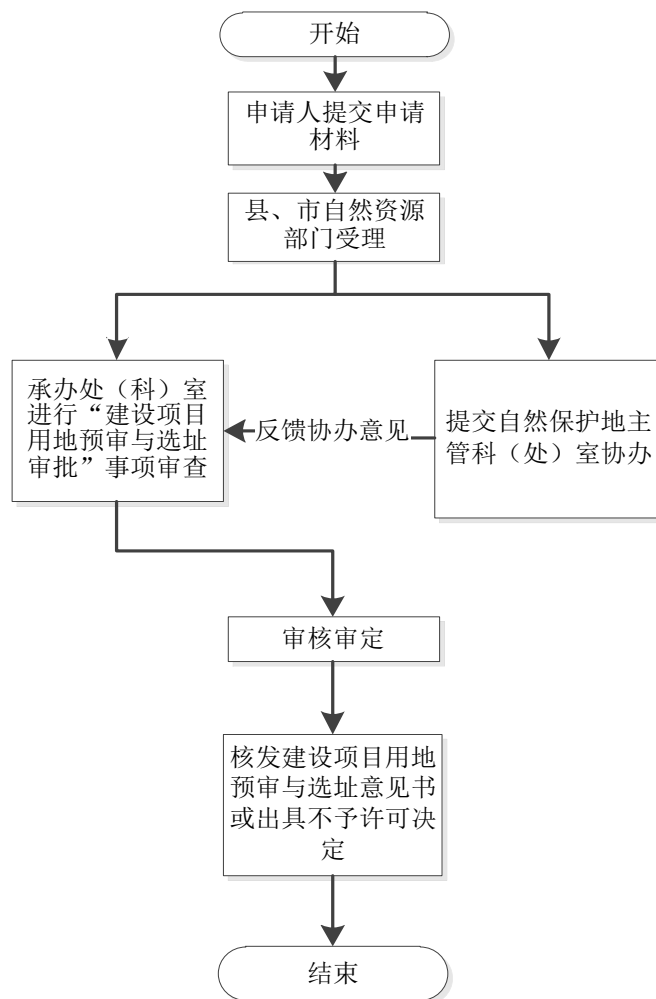 开始
申请人提交申请
材料
县、市自然资源
部门受理
承办处（科）室
进行“建设项目
用地预审与选址
审批”事项审查
反馈协办意见
提交自然保护地主
管科（处）室协办
审核审定
核发建设项目用地
预审与选址意见书
或出具不予许可决
定
结束